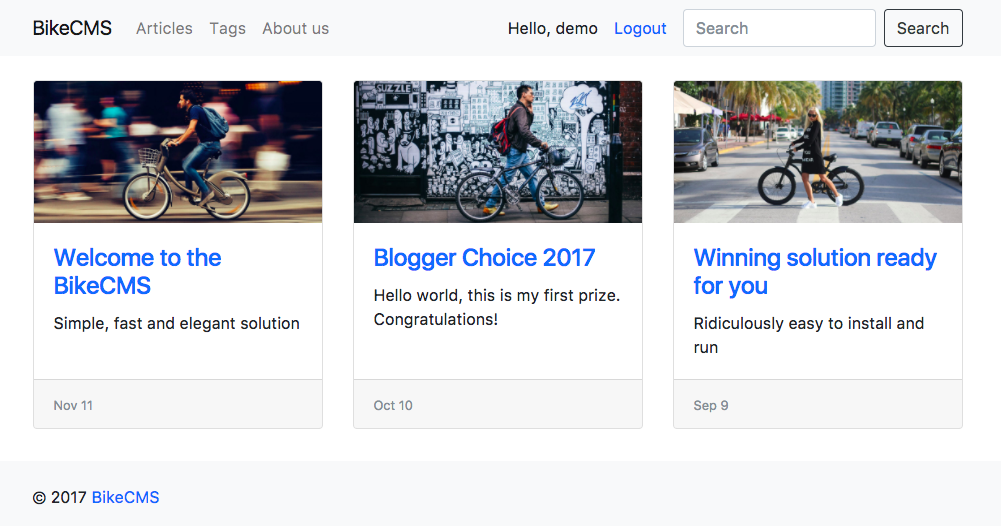 BikeCMS Articles Tags About us Hello, demo Logout Search Search
SUZZLE
Welcome to the
BikeCMS
Simple, fast and elegant solution
Nov 11
Blogger Choice 2017
Hello world, this is my first prize.
Congratulations!
Oct 10
Winning solution ready
for you
Ridiculously easy to install and
run
Sep 9
© 2017 BikeCMS